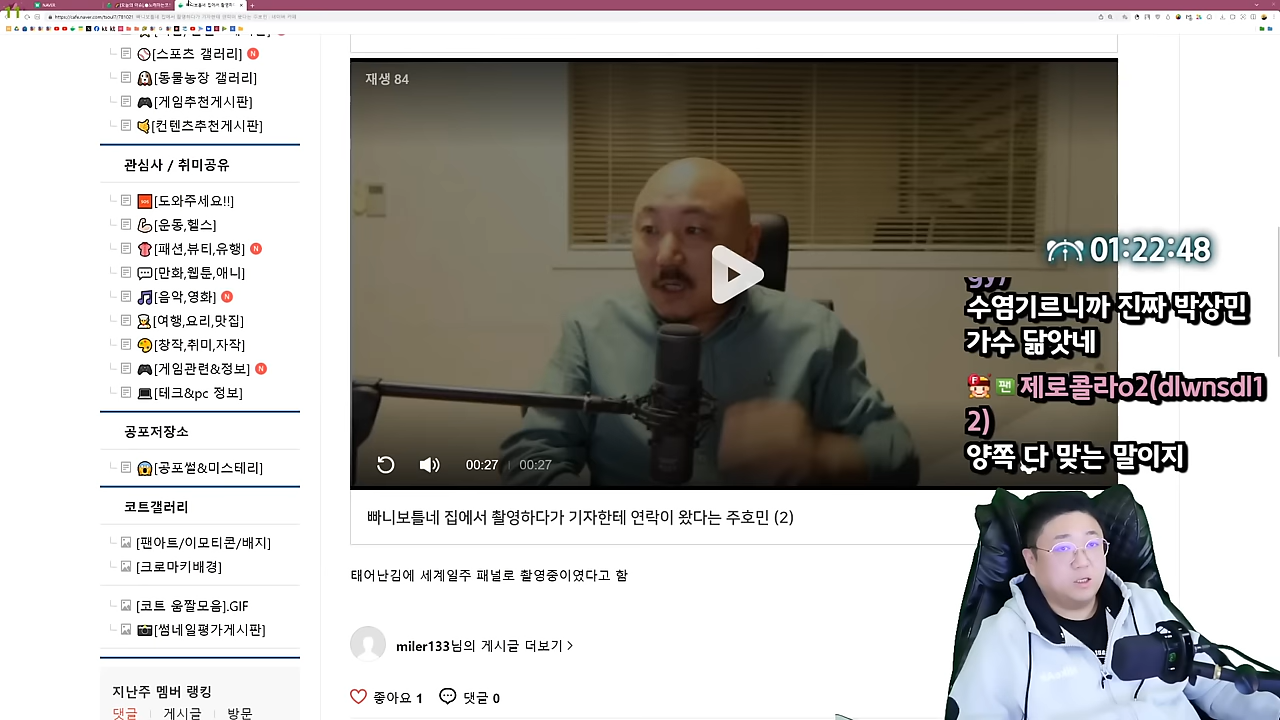 NAVER
https://cafe.naver.com/tsoul7/781021
[스포츠 갤러리] N
[동물농장 갤러리]
[게임추천게시판]
[컨텐츠추천게시판]
관심사 / 취미공유
[도와주세요!!]
[운동,헬스]
[패션,뷰티,유행] N
[만화,웹툰,애니]
[음악,영화] N
[여행,요리,맛집]
[창작,취미,자작]
[게임관련&정보] N
[테크&pc 정보]
공포저장소
[공포썰&미스테리]
코트갤러리
[팬아트/이모티콘/배지]
[크로마키배경]
[코트 움짤모음].GIF
[썸네일평가게시판]
지난주 멤버 랭킹
댓글 게시글 방문
재생 84
00:27 00:27
빠니보틀네 집에서 촬영하다가 기자한테 연락이 왔다는 주호민 (2)
태어난김에 세계일주 패널로 촬영중이였다고 함
miler133님의 게시글 더보기 >
좋아요 1 댓글 0
01:22:48
수염기르니까 진짜 박상민
가수 닮앗네
팬 제로콜라o2(dlwnsdl1
2)
양쪽 다 맞는 말이지